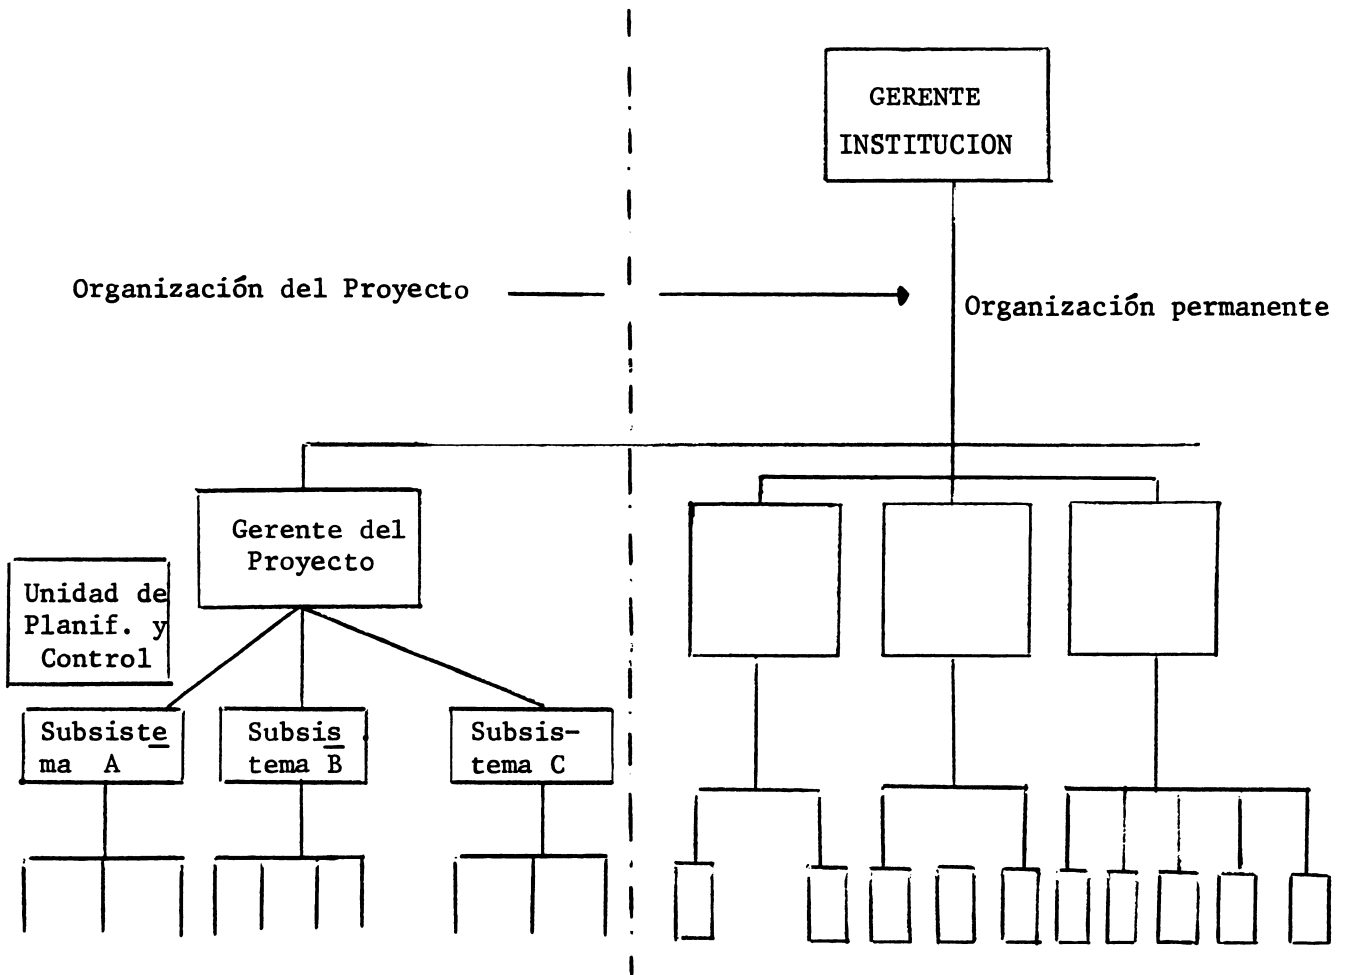 GERENTE
INSTITUCION
Organización del Proyecto
Organización permanente
Gerente del
Proyecto
Unidad de
Planif. y
Control
Subsiste
ma A
Subsis
tema B
Subsis-
tema C